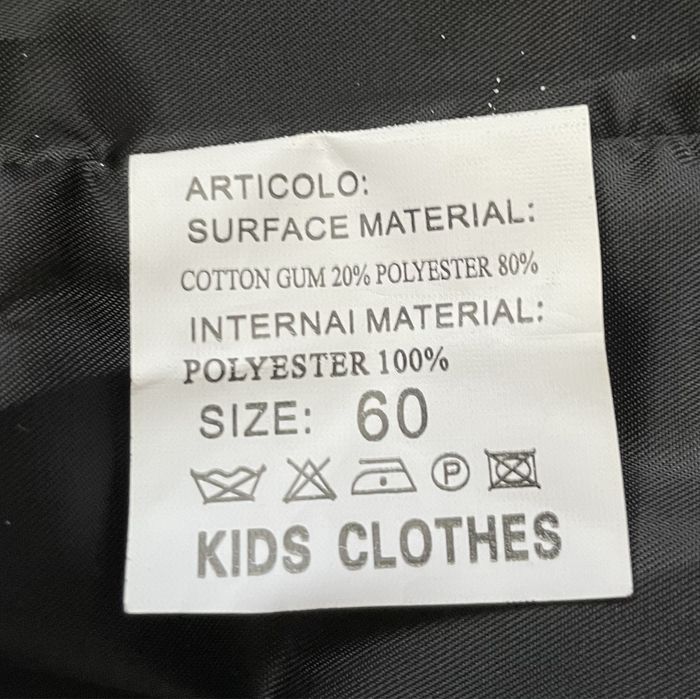 ARTICOLO:
SURFACE MATERIAL:
COTTON GUM 20% POLYESTER 80%
INTERNAI MATERIAL:
POLYESTER 100%
SIZE: 60
P
KIDS CLOTHES